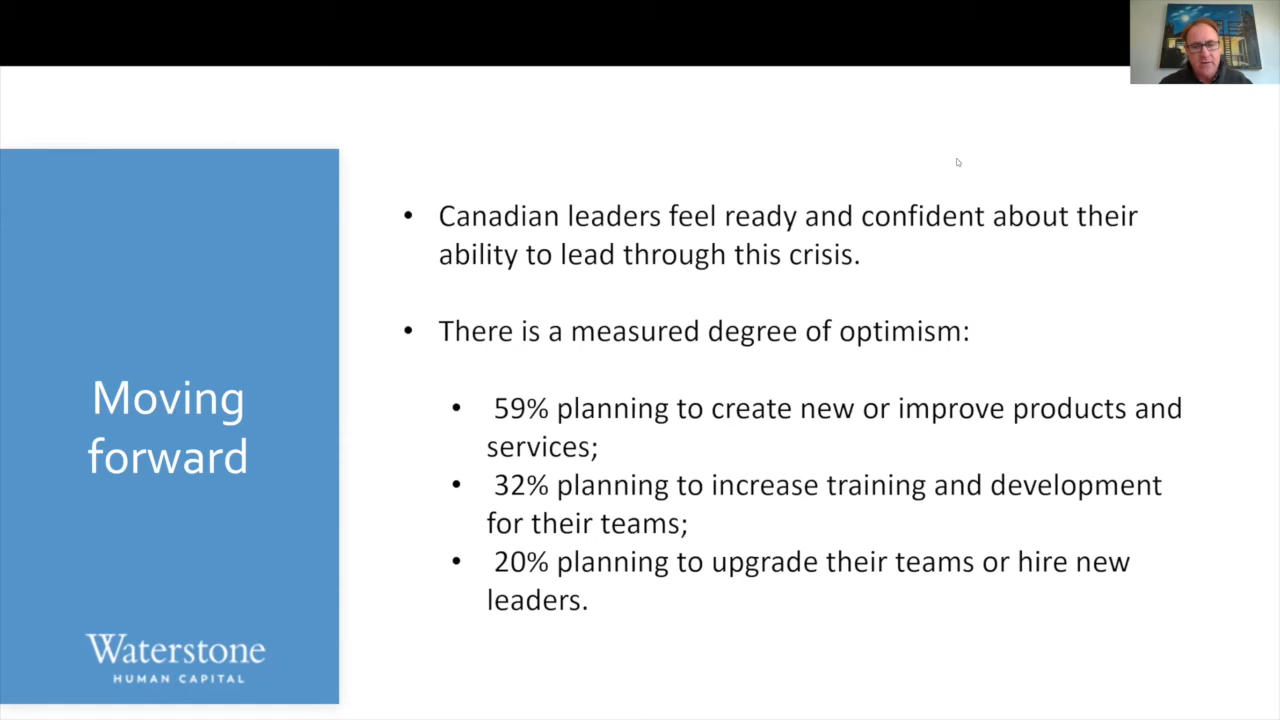 Moving
forward
Waterstone
HUMAN CAPITAL
• Canadian leaders feel ready and confident about their
ability to lead through this crisis.
• There is a measured degree of optimism:
• 59% planning to create new or improve products and
services;
• 32% planning to increase training and development
for their teams;
• 20% planning to upgrade their teams or hire new
leaders.